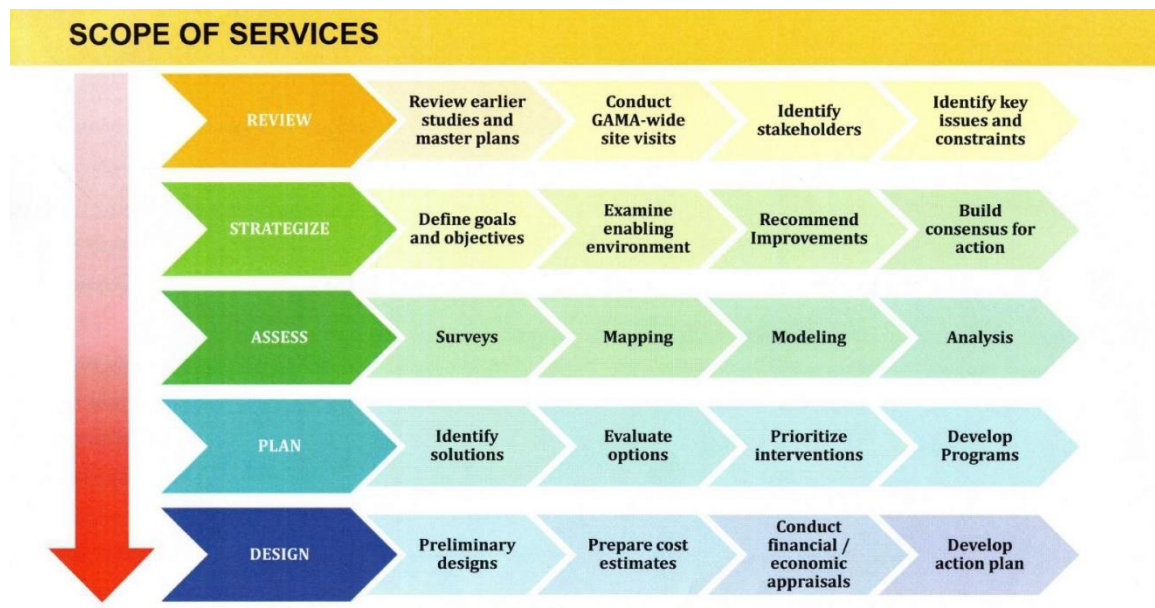 SCOPE OF SERVICES
REVIEW
Review earlier
studies and
master plans
Conduct
GAMA-wide
site visits
Identify
stakeholders
Identify key
issues and
constraints
STRATEGIZE
Define goals
and objectives
Examine
enabling
environment
Recommend
Improvements
Build
consensus for
action
ASSESS
Surveys
Mapping
Modeling
Analysis
PLAN
Identify
solutions
Evaluate
options
Prioritize
interventions
Develop
Programs
DESIGN
Preliminary
designs
Prepare cost
estimates
Conduct
financial /
economic
appraisals
Develop
action plan